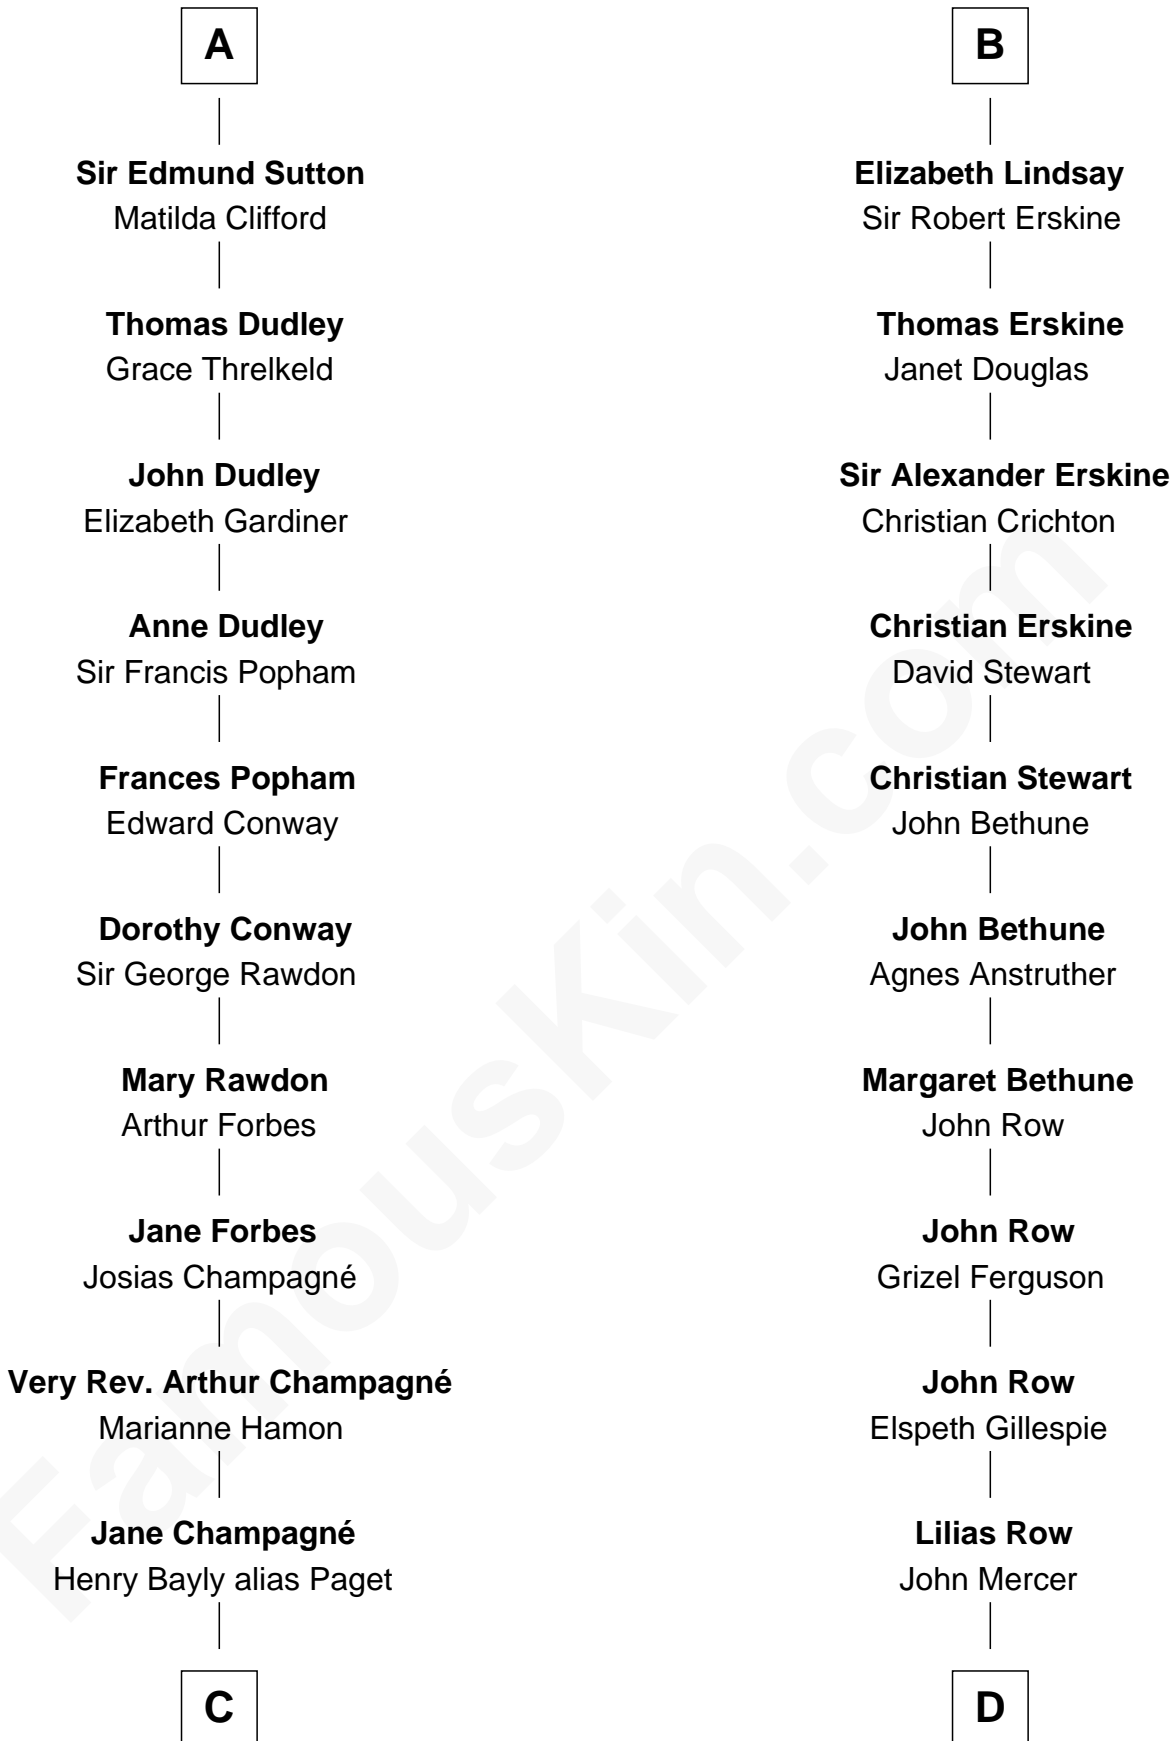 A
Sir Edmund Sutton
Matilda Clifford
Thomas Dudley
Grace Threlkeld
John Dudley
Elizabeth Gardiner
Anne Dudley
Sir Francis Popham
Frances Popham
Edward Conway
Dorothy Conway
Sir George Rawdon
Mary Rawdon
Arthur Forbes
Jane Forbes
Josias Champagné
Very Rev. Arthur Champagné
Marianne Hamon
Jane Champagné
Henry Bayly alias Paget
C
B
Elizabeth Lindsay
Sir Robert Erskine
Thomas Erskine
Janet Douglas
Sir Alexander Erskine
Christian Crichton
Christian Erskine
David Stewart
Christian Stewart
John Bethune
John Bethune
Agnes Anstruther
Margaret Bethune
John Row
John Row
Grizel Ferguson
John Row
Elspeth Gillespie
Lilias Row
John Mercer
D
FamousKin.com